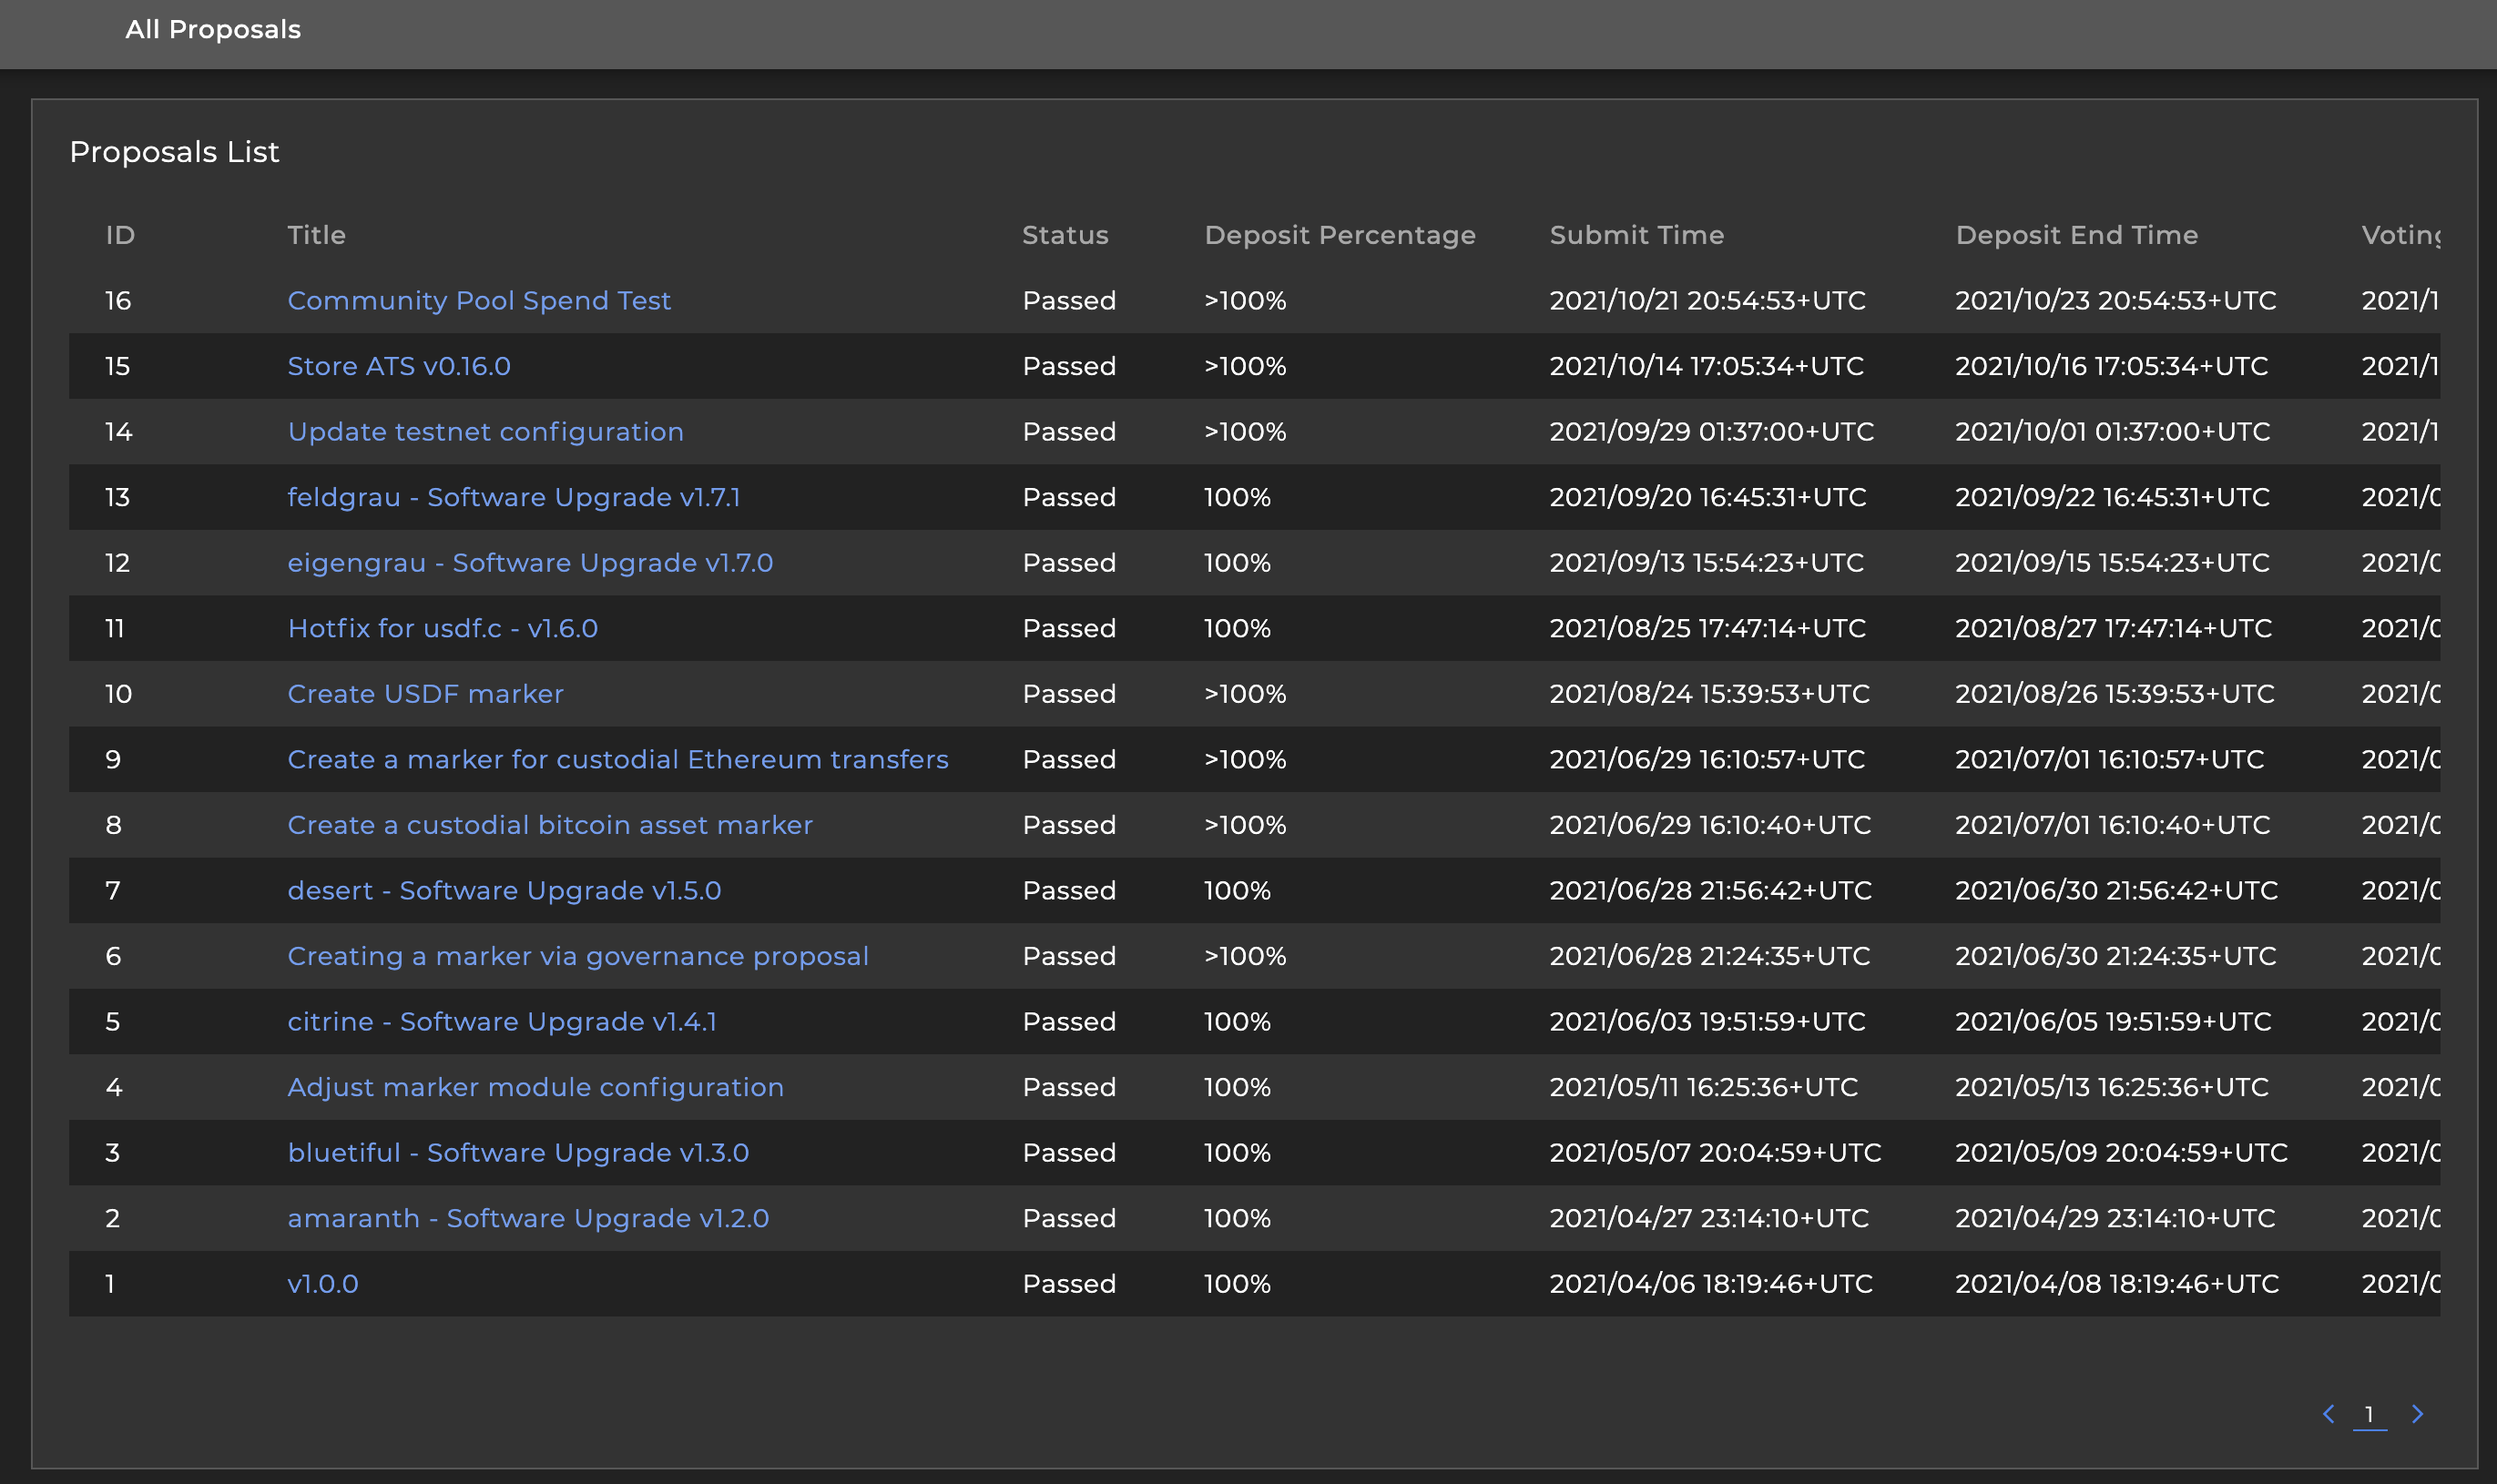 All Proposals
Proposals List
ID Title Status Deposit Percentage Submit Time Deposit End Time Voting
16 Community Pool Spend Test Passed >100% 2021/10/21 20:54:53+UTC 2021/10/23 20:54:53+UTC 2021/1
15 Store ATS v0.16.0 Passed >100% 2021/10/14 17:05:34+UTC 2021/10/16 17:05:34+UTC 2021/1
14 Update testnet configuration Passed >100% 2021/09/29 01:37:00+UTC 2021/10/01 01:37:00+UTC 2021/1
13 feldgrau - Software Upgrade v1.7.1 Passed 100% 2021/09/20 16:45:31+UTC 2021/09/22 16:45:31+UTC 2021/0
12 eigengrau - Software Upgrade v1.7.0 Passed 100% 2021/09/13 15:54:23+UTC 2021/09/15 15:54:23+UTC 2021/0
11 Hotfix for usdf.c - v1.6.0 Passed 100% 2021/08/25 17:47:14+UTC 2021/08/27 17:47:14+UTC 2021/0
10 Create USDF marker Passed >100% 2021/08/24 15:39:53+UTC 2021/08/26 15:39:53+UTC 2021/0
9 Create a marker for custodial Ethereum transfers Passed >100% 2021/06/29 16:10:57+UTC 2021/07/01 16:10:57+UTC 2021/0
8 Create a custodial bitcoin asset marker Passed >100% 2021/06/29 16:10:40+UTC 2021/07/01 16:10:40+UTC 2021/0
7 desert - Software Upgrade v1.5.0 Passed 100% 2021/06/28 21:56:42+UTC 2021/06/30 21:56:42+UTC 2021/0
6 Creating a marker via governance proposal Passed >100% 2021/06/28 21:24:35+UTC 2021/06/30 21:24:35+UTC 2021/0
5 citrine - Software Upgrade v1.4.1 Passed 100% 2021/06/03 19:51:59+UTC 2021/06/05 19:51:59+UTC 2021/0
4 Adjust marker module configuration Passed 100% 2021/05/11 16:25:36+UTC 2021/05/13 16:25:36+UTC 2021/0
3 bluetiful - Software Upgrade v1.3.0 Passed 100% 2021/05/07 20:04:59+UTC 2021/05/09 20:04:59+UTC 2021/0
2 amaranth - Software Upgrade v1.2.0 Passed 100% 2021/04/27 23:14:10+UTC 2021/04/29 23:14:10+UTC 2021/0
1 v1.0.0 Passed 100% 2021/04/06 18:19:46+UTC 2021/04/08 18:19:46+UTC 2021/0
1